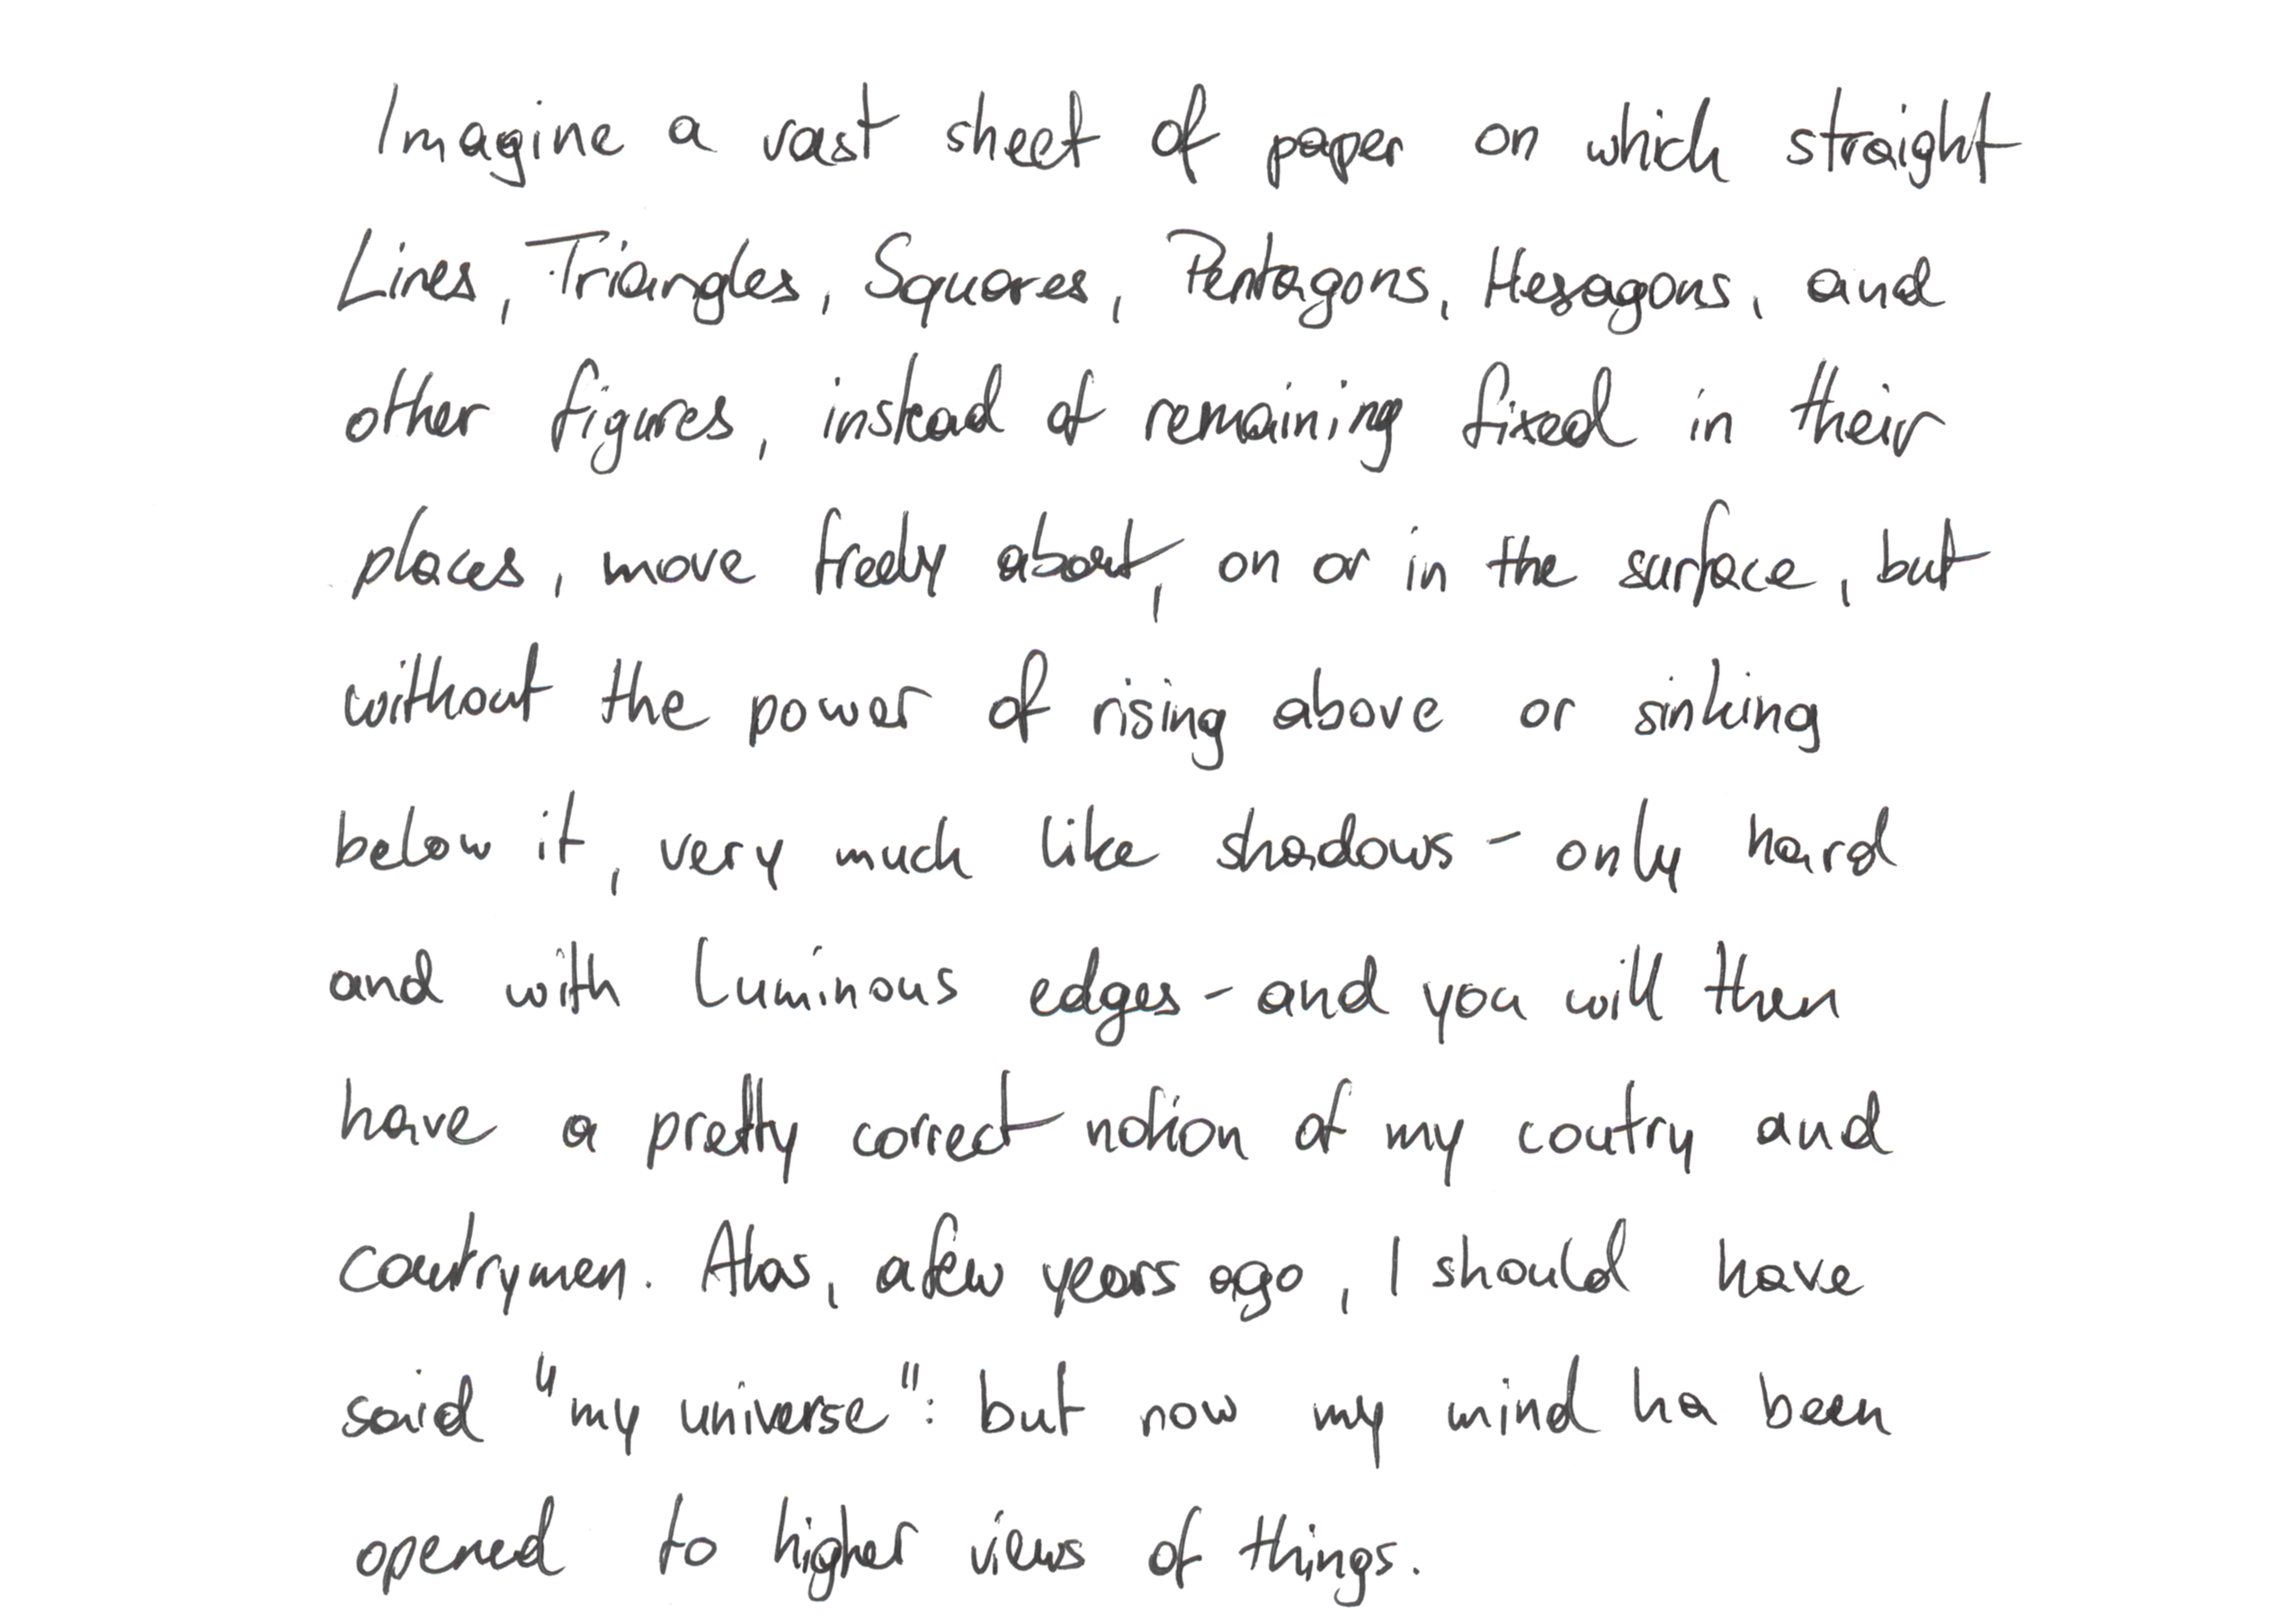 Imagine a vast sheet of paper on which straight
Lines, Triangles, Squares, Pentagons, Hexagons, and
other figures, instead of remaining fixed in their
places, move freely about, on or in the surface, but
without the power of rising above or sinking
below it, very much like shadows - only hard
and with luminous edges - and you will then
have a pretty correct notion of my coutry and
coutrymen. Alas, a few years ago, I should have
said "my universe": but now my mind ha been
opened to higher views of things.